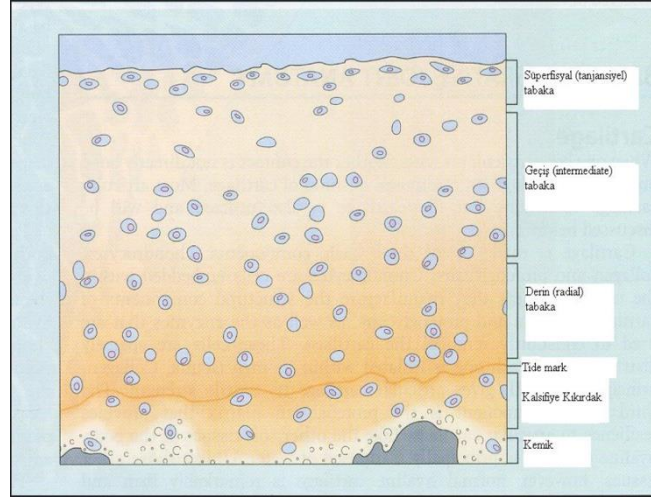 Süperfisyal (tanjansiyel)
tabaka
Geçiş (intermediate)
tabaka
Derin (radial)
tabaka
Tide mark
Kalsifiye Kıkırdak
Kemik